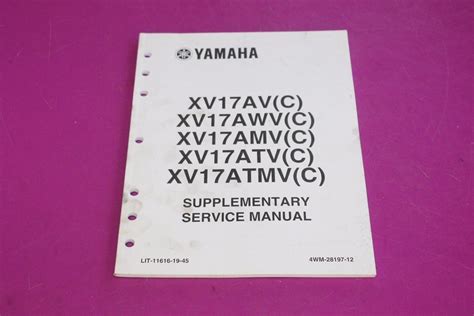 YAMAHA
XV17AV(C)
XV17AWV(C)
XV17AMV(C)
XV17ATV(C)
XV17ATMV(C)
SUPPLEMENTARY
SERVICE MANUAL
LIT-11616-19-45
4WM-28197-12